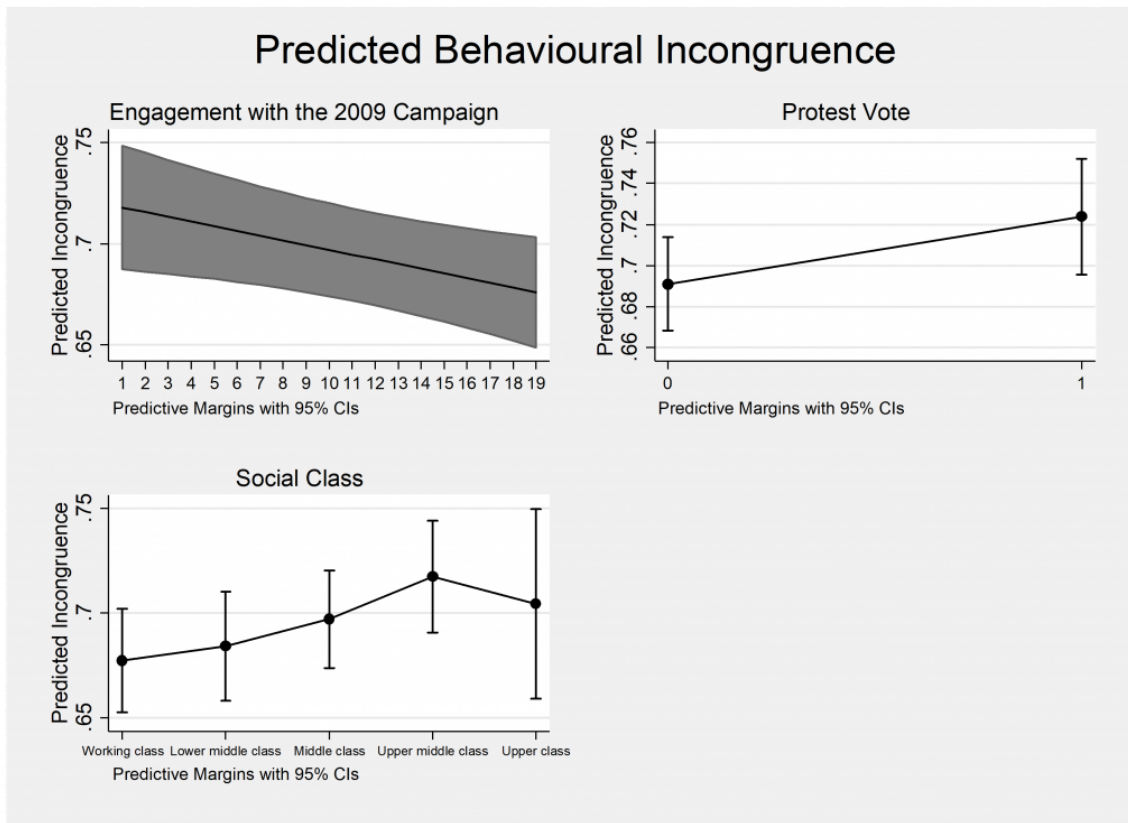 Predicted Behavioural Incongruence
Engagement with the 2009 Campaign
Predicted Incongruence
.75
.7
.65
1 2 3 4 5 6 7 8 9 10 11 12 13 14 15 16 17 18 19
Predictive Margins with 95% CIs
Protest Vote
Predicted Incongruence
.76
.74
.72
.7
.68
.66
0 1
Predictive Margins with 95% CIs
Social Class
Predicted Incongruence
.75
.7
.65
Working class Lower middle class Middle class Upper middle class Upper class
Predictive Margins with 95% CIs